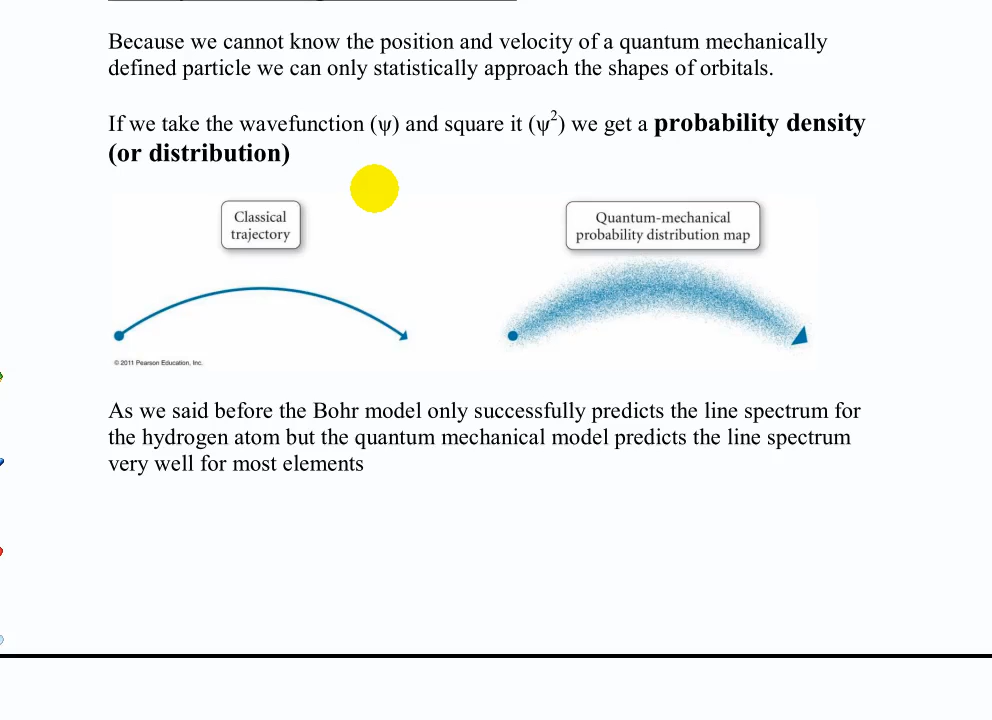 Because we cannot know the position and velocity of a quantum mechanically
defined particle we can only statistically approach the shapes of orbitals.
If we take the wavefunction (ψ) and square it (ψ²) we get a probability density
(or distribution)
Classical
trajectory
Quantum-mechanical
probability distribution map
© 2011 Pearson Education, Inc.
As we said before the Bohr model only successfully predicts the line spectrum for
the hydrogen atom but the quantum mechanical model predicts the line spectrum
very well for most elements